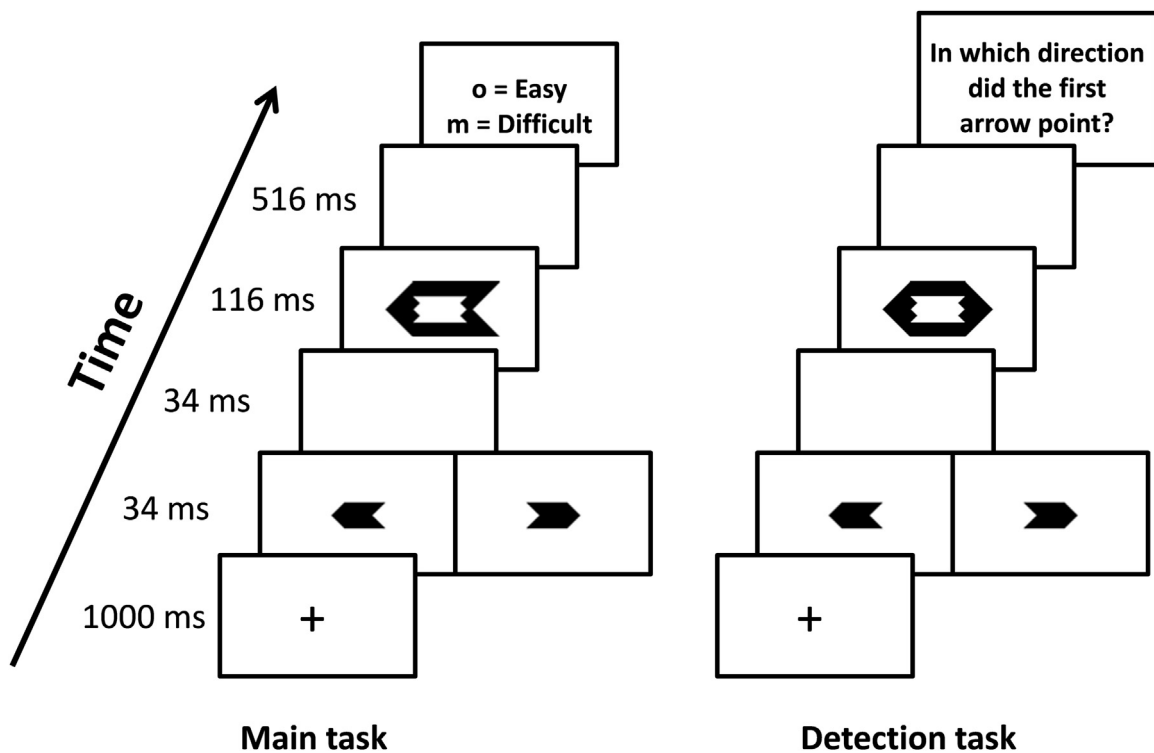 o = Easy
m = Difficult
In which direction
did the first
arrow point?
516 ms
116 ms
Time
34 ms
34 ms
1000 ms
+
+
Main task
Detection task